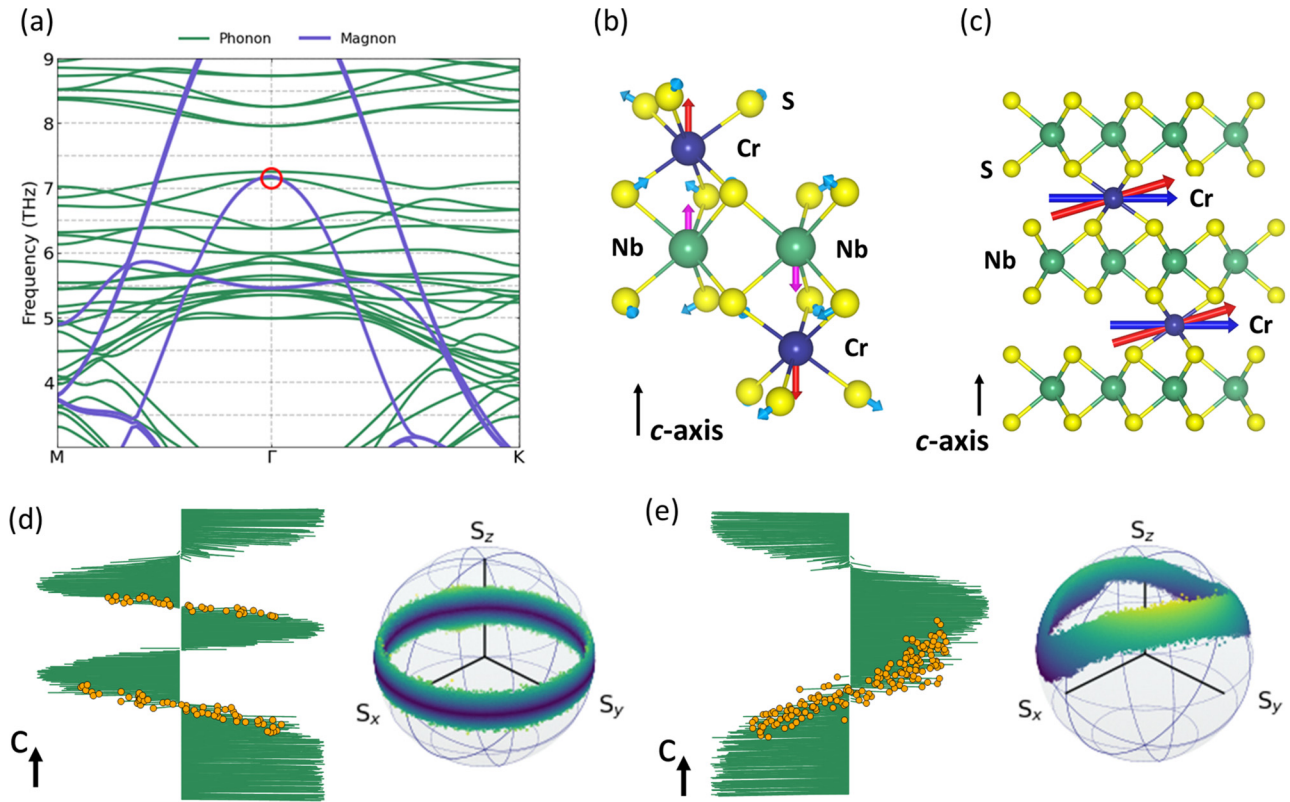 (a)
Phonon Magnon
9
8
7
6
5
4
Frequency (THz)
M Γ K
(b)
S
Cr
Nb Nb
Cr
c-axis
(c)
S
Cr
Nb
Cr
c-axis
(d)
C
Sz
Sx Sy
(e)
C
Sz
Sx Sy